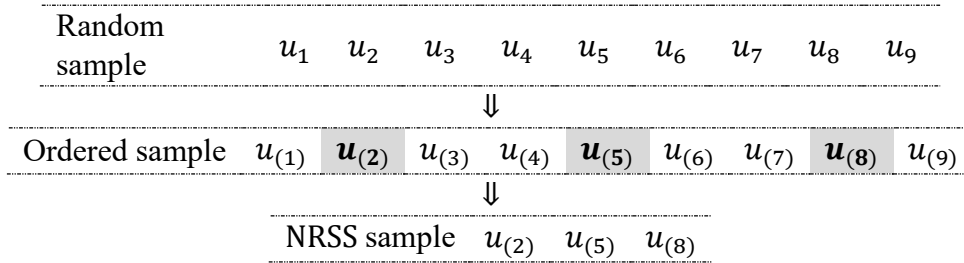 Random sample u₁ u₂ u₃ u₄ u₅ u₆ u₇ u₈ u₉
⇓
Ordered sample u₍₁₎ u₍₂₎ u₍₃₎ u₍₄₎ u₍₅₎ u₍₆₎ u₍₇₎ u₍₈₎ u₍₉₎
⇓
NRSS sample u₍₂₎ u₍₅₎ u₍₈₎